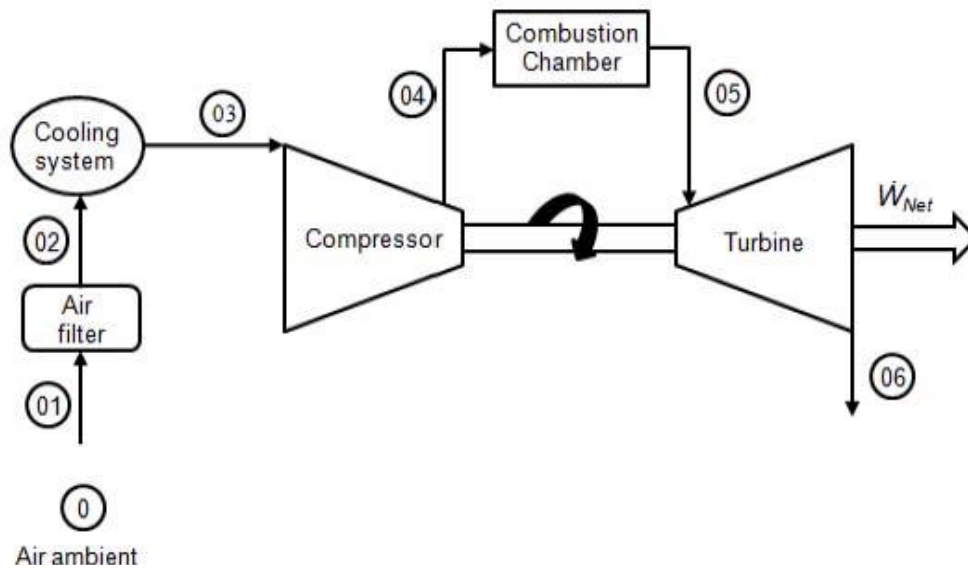 Combustion
Chamber
04
05
03
Cooling
system
Ẇ_Net
Compressor
Turbine
02
Air
filter
01
06
0
Air ambient